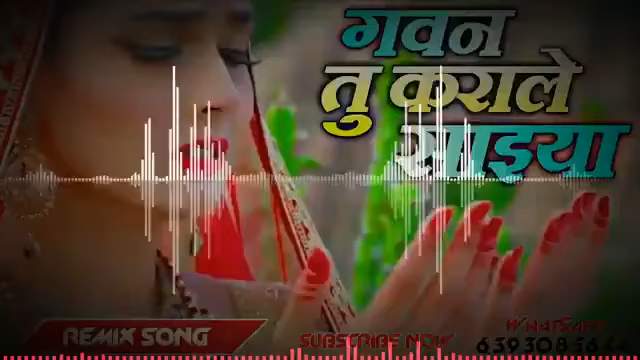 गवन
तु कराले
साइया
REMIX SONG
SUBSCRIBE NOW
WHATSAPP